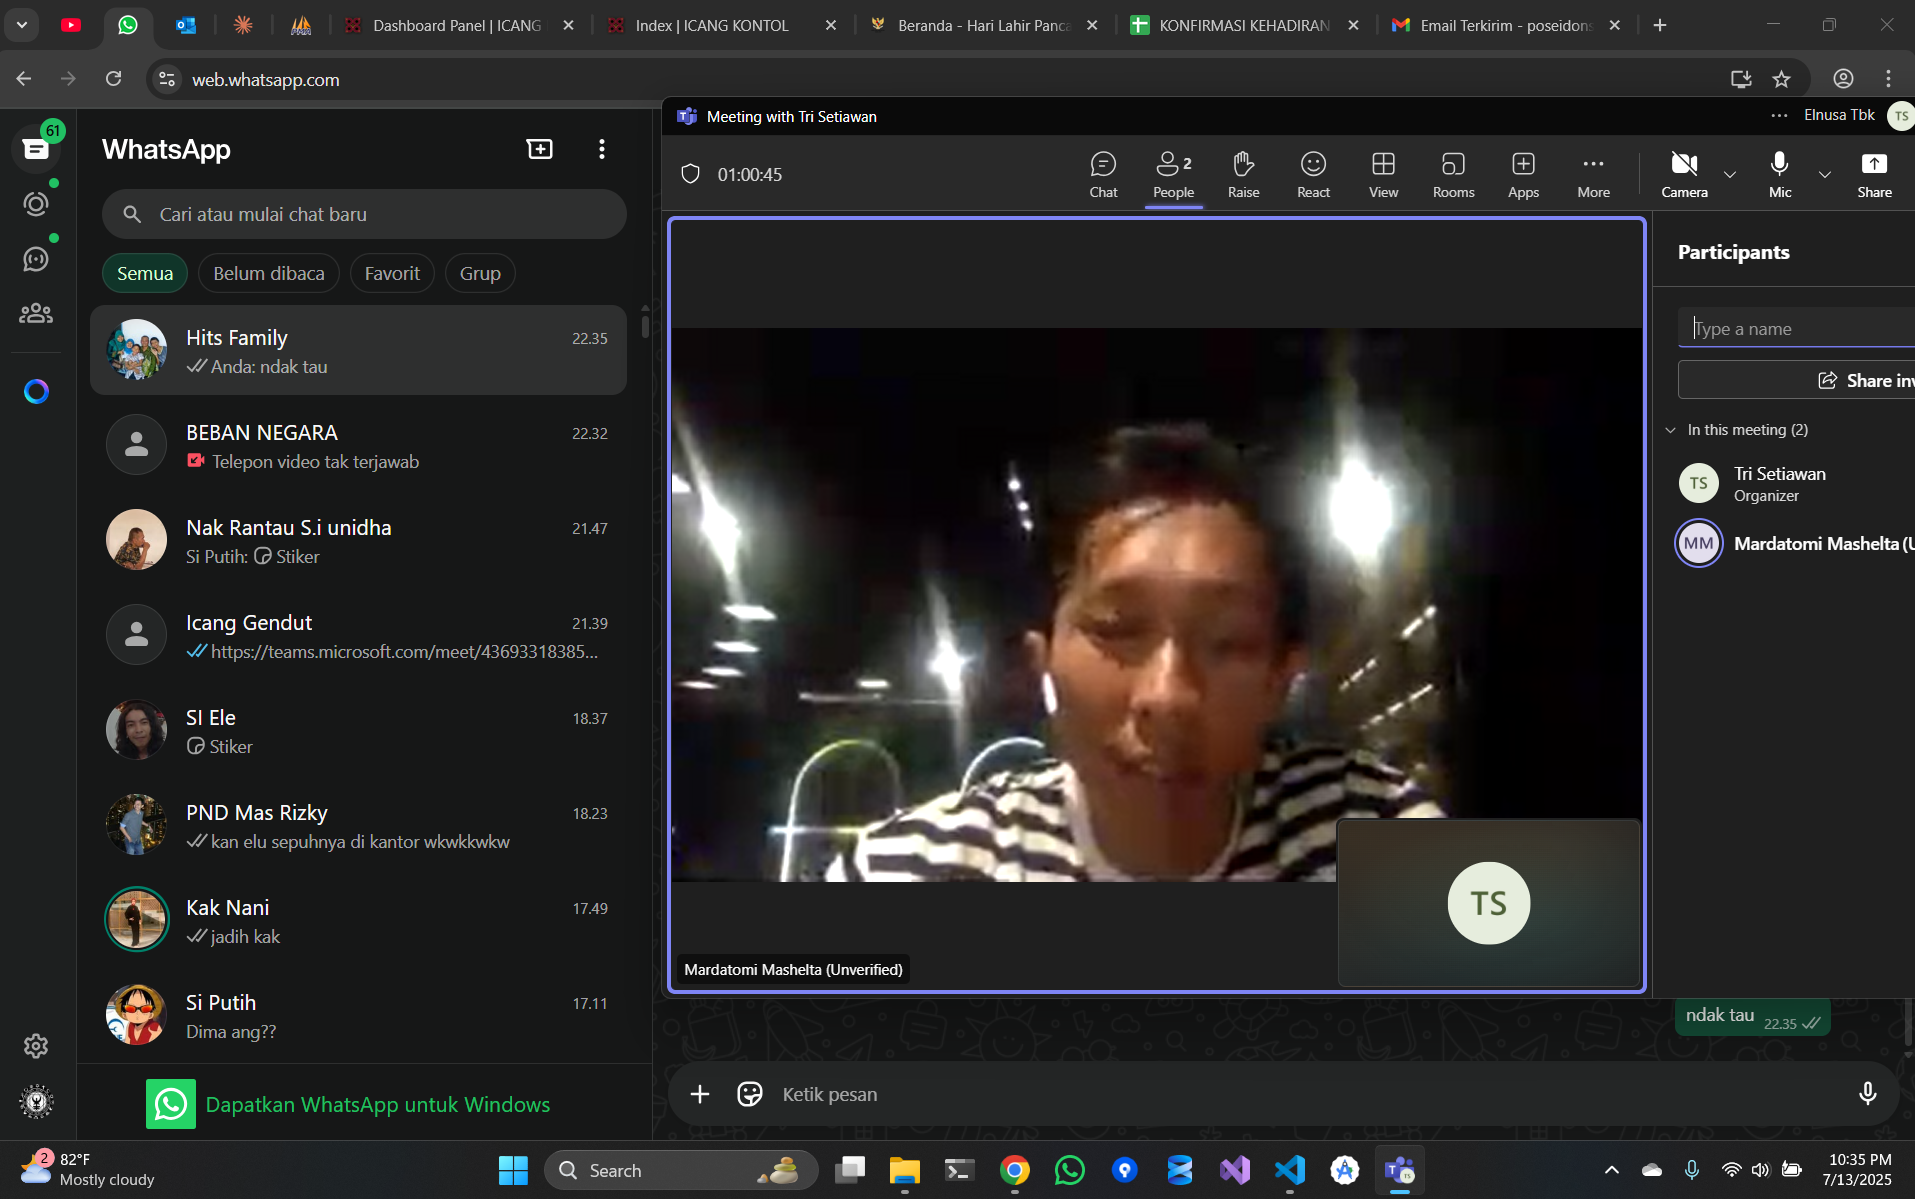 Dashboard Panel | ICANG
Index | ICANG KONTOL
Beranda - Hari Lahir Panca
KONFIRMASI KEHADIRAN
Email Terkirim - poseidons
web.whatsapp.com
61
WhatsApp
Cari atau mulai chat baru
Semua
Belum dibaca
Favorit
Grup
Hits Family
22.35
Anda: ndak tau
BEBAN NEGARA
22.32
Telepon video tak terjawab
Nak Rantau S.i unidha
21.47
Si Putih: Stiker
Icang Gendut
21.39
https://teams.microsoft.com/meet/43693318385...
SI Ele
18.37
Stiker
PND Mas Rizky
18.23
kan elu sepuhnya di kantor wkwkkwkw
Kak Nani
17.49
jadih kak
Si Putih
17.11
Dima ang??
Dapatkan WhatsApp untuk Windows
Meeting with Tri Setiawan
Elnusa Tbk
TS
01:00:45
Chat
People
2
Raise
React
View
Rooms
Apps
More
Camera
Mic
Share
Participants
Type a name
Share inv
In this meeting (2)
TS
Tri Setiawan
Organizer
MM
Mardatomi Mashelta (U
TS
Mardatomi Mashelta (Unverified)
ndak tau
22.35
Ketik pesan
2
82°F
Mostly cloudy
Search
10:35 PM
7/13/2025